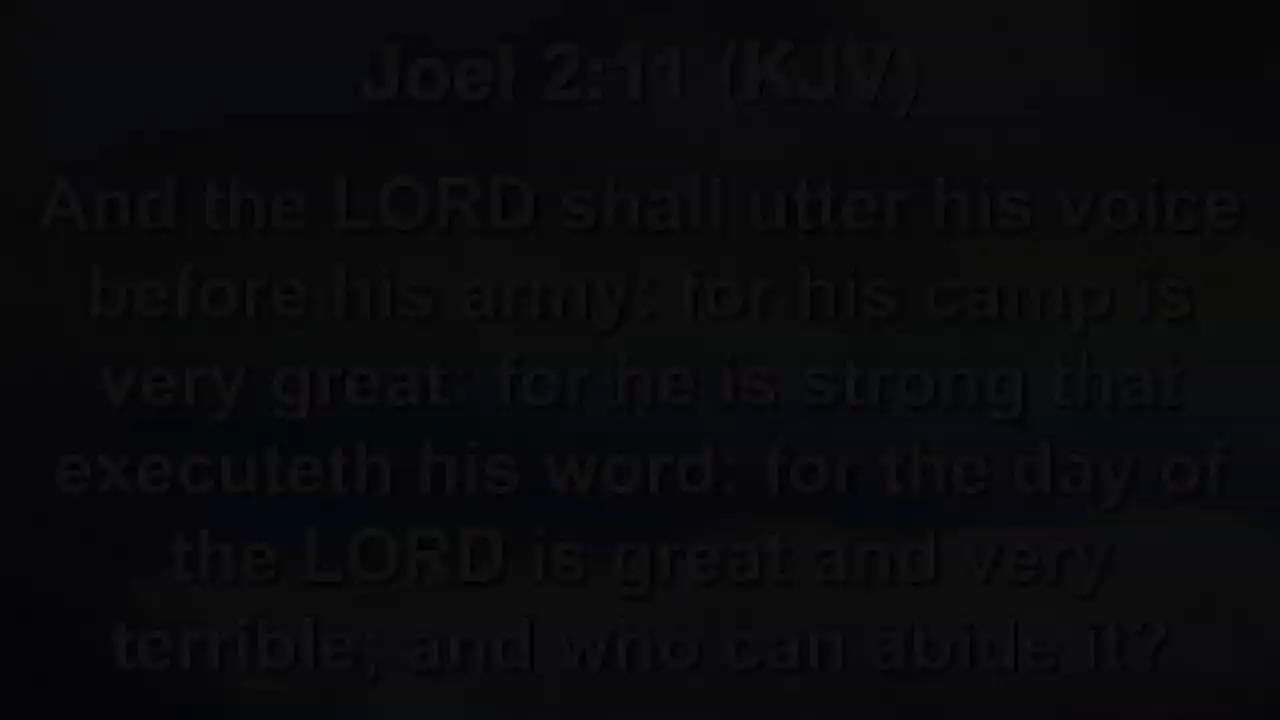 Joel 2:11 (KJV)
And the LORD shall utter his voice
before his army: for his camp is
very great: for he is strong that
executeth his word: for the day of
the LORD is great and very
terrible; and who can abide it?